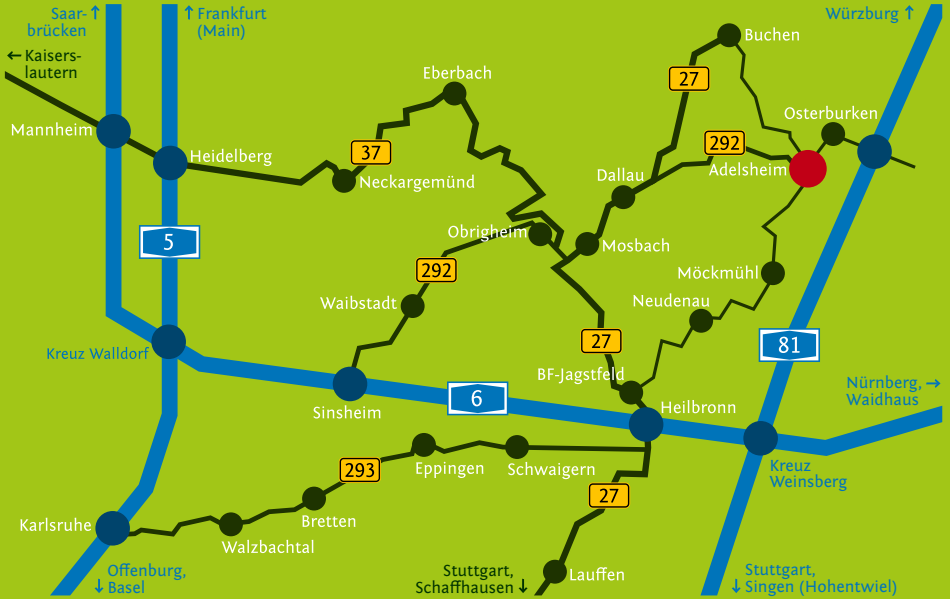 Saar-↑
brücken
↑ Frankfurt
(Main)
Würzburg ↑
← Kaisers-
lautern
Buchen
Eberbach
27
Osterburken
Mannheim
292
Heidelberg
37
Adelsheim
Dallau
Neckargemünd
Obrigheim
5
Mosbach
292
Möckmühl
Waibstadt
Neudenau
27
81
Kreuz Walldorf
BF-Jagstfeld
6
Nürnberg, →
Waidhaus
Sinsheim
Heilbronn
Eppingen
Schwaigern
Kreuz
Weinsberg
293
27
Bretten
Karlsruhe
Walzbachtal
Offenburg,
↓ Basel
Stuttgart,
Schaffhausen ↓
Lauffen
Stuttgart,
↓ Singen (Hohentwiel)